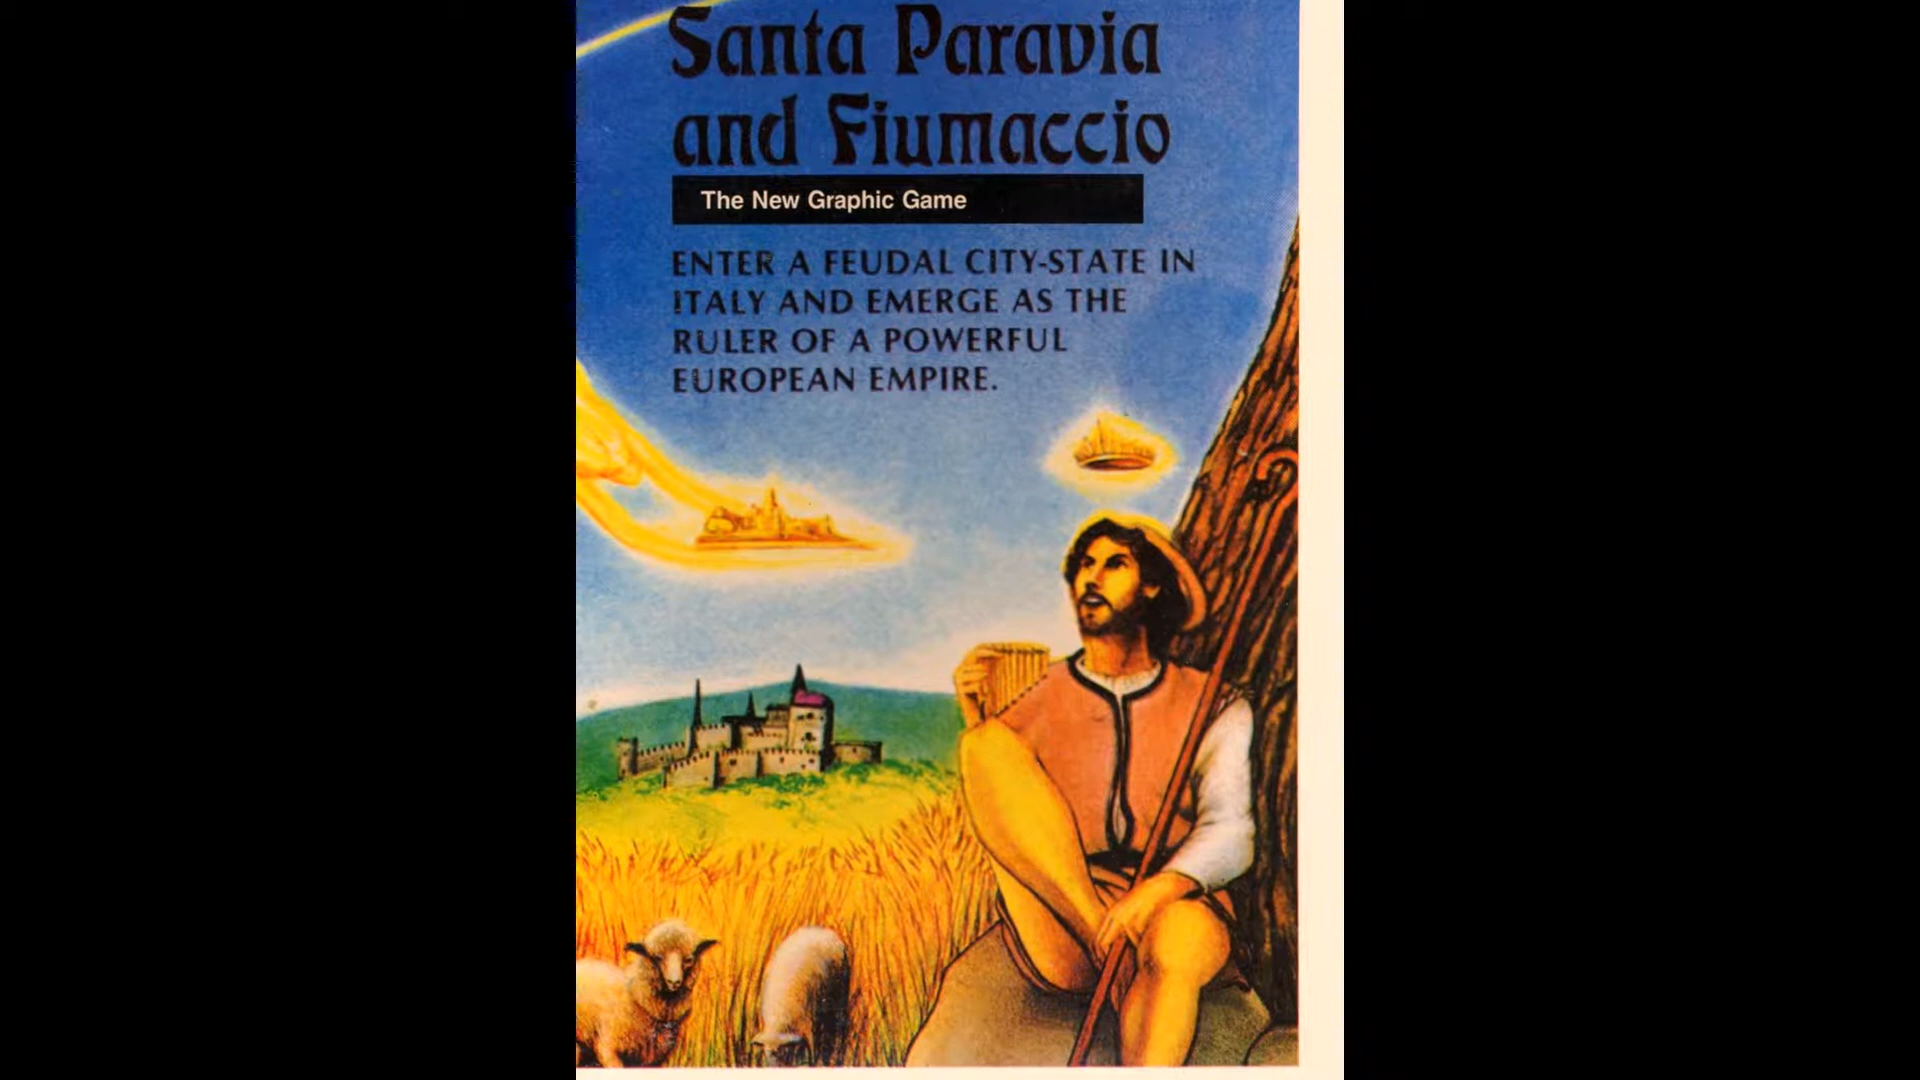 Santa Paravia
and Fiumaccio
The New Graphic Game
ENTER A FEUDAL CITY-STATE IN
ITALY AND EMERGE AS THE
RULER OF A POWERFUL
EUROPEAN EMPIRE.